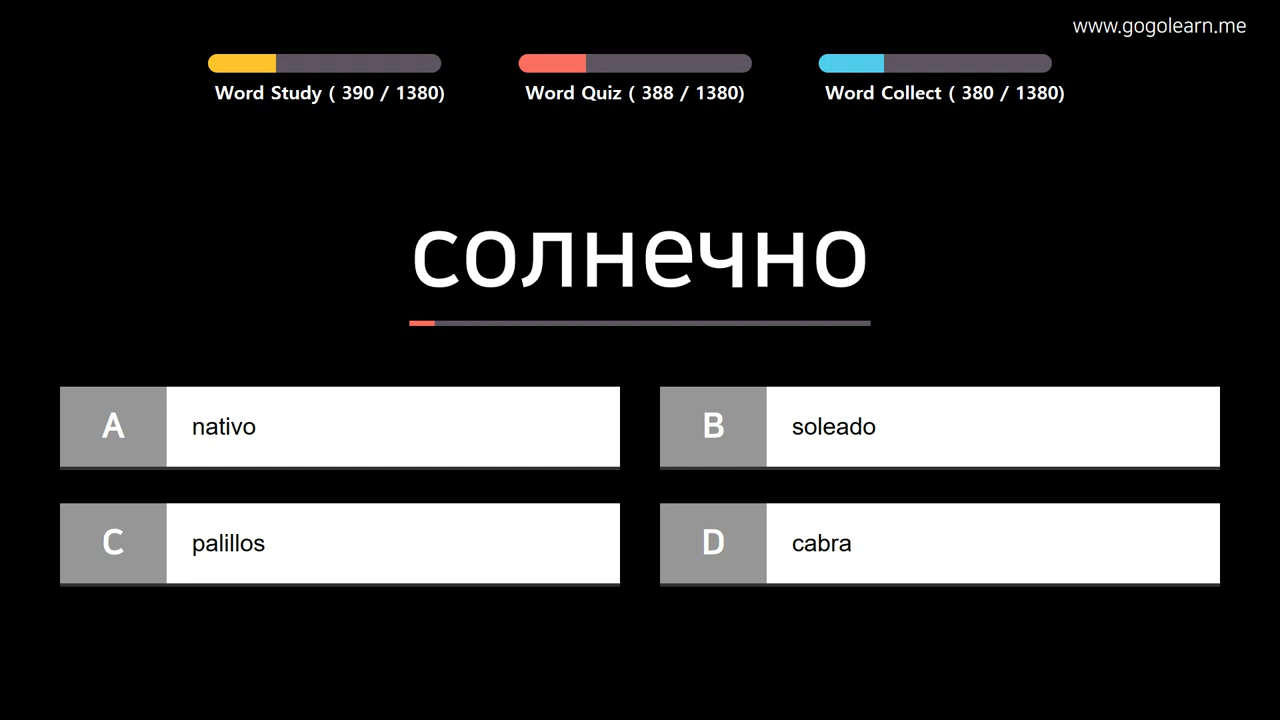 www.gogolearn.me
Word Study ( 390 / 1380)
Word Quiz ( 388 / 1380)
Word Collect ( 380 / 1380)
солнечно
A nativo
B soleado
C palillos
D cabra